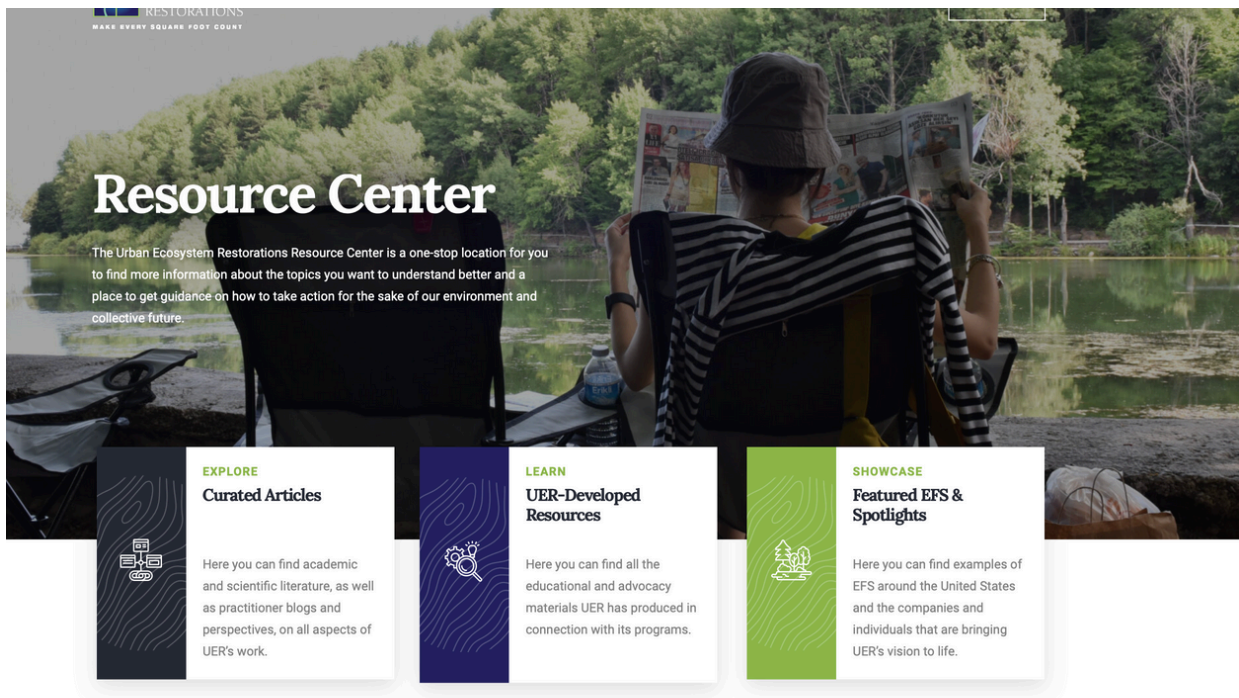 RESTORATIONS
MAKE EVERY SQUARE FOOT COUNT
Resource Center
The Urban Ecosystem Restorations Resource Center is a one-stop location for you
to find more information about the topics you want to understand better and a
place to get guidance on how to take action for the sake of our environment and
collective future.
EXPLORE
Curated Articles
Here you can find academic
and scientific literature, as well
as practitioner blogs and
perspectives, on all aspects of
UER's work.
LEARN
UER-Developed
Resources
Here you can find all the
educational and advocacy
materials UER has produced in
connection with its programs.
SHOWCASE
Featured EFS &
Spotlights
Here you can find examples of
EFS around the United States
and the companies and
individuals that are bringing
UER's vision to life.